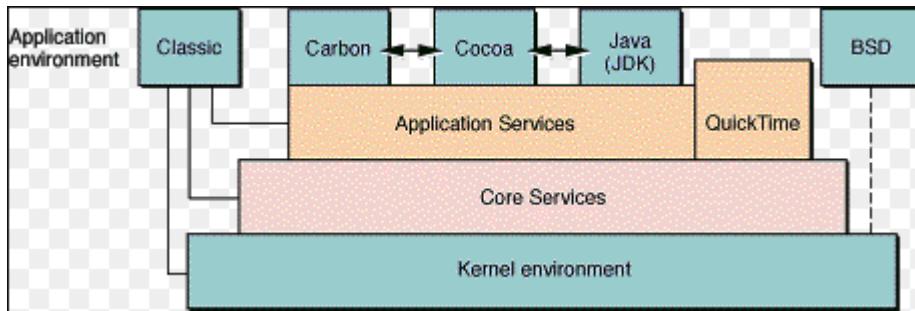 Application
environment
Classic
Carbon
Cocoa
Java
(JDK)
BSD
Application Services
QuickTime
Core Services
Kernel environment